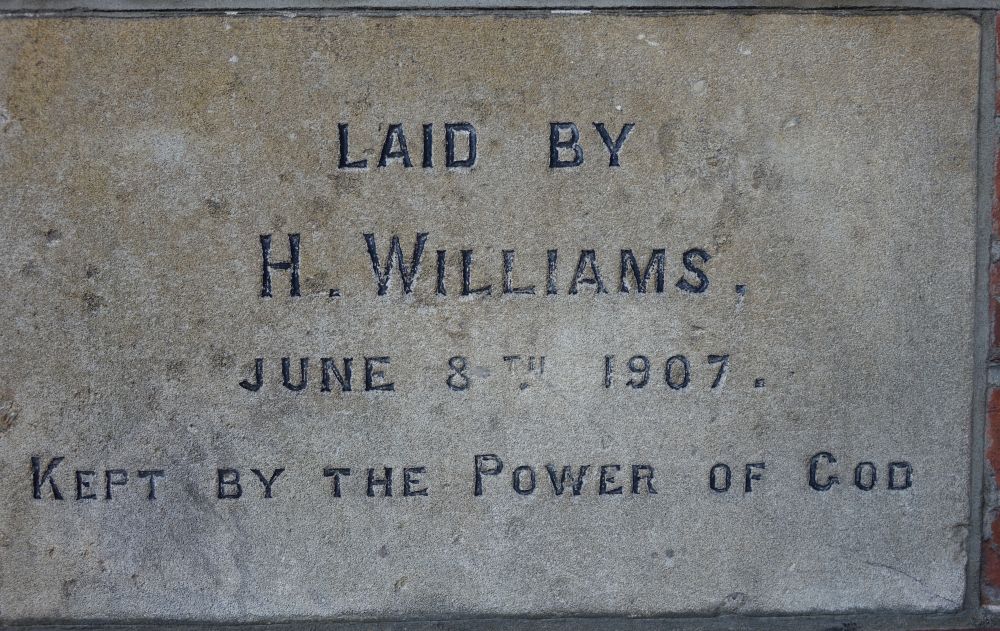 LAID BY
H. WILLIAMS,
JUNE 8TH 1907.
KEPT BY THE POWER OF GOD